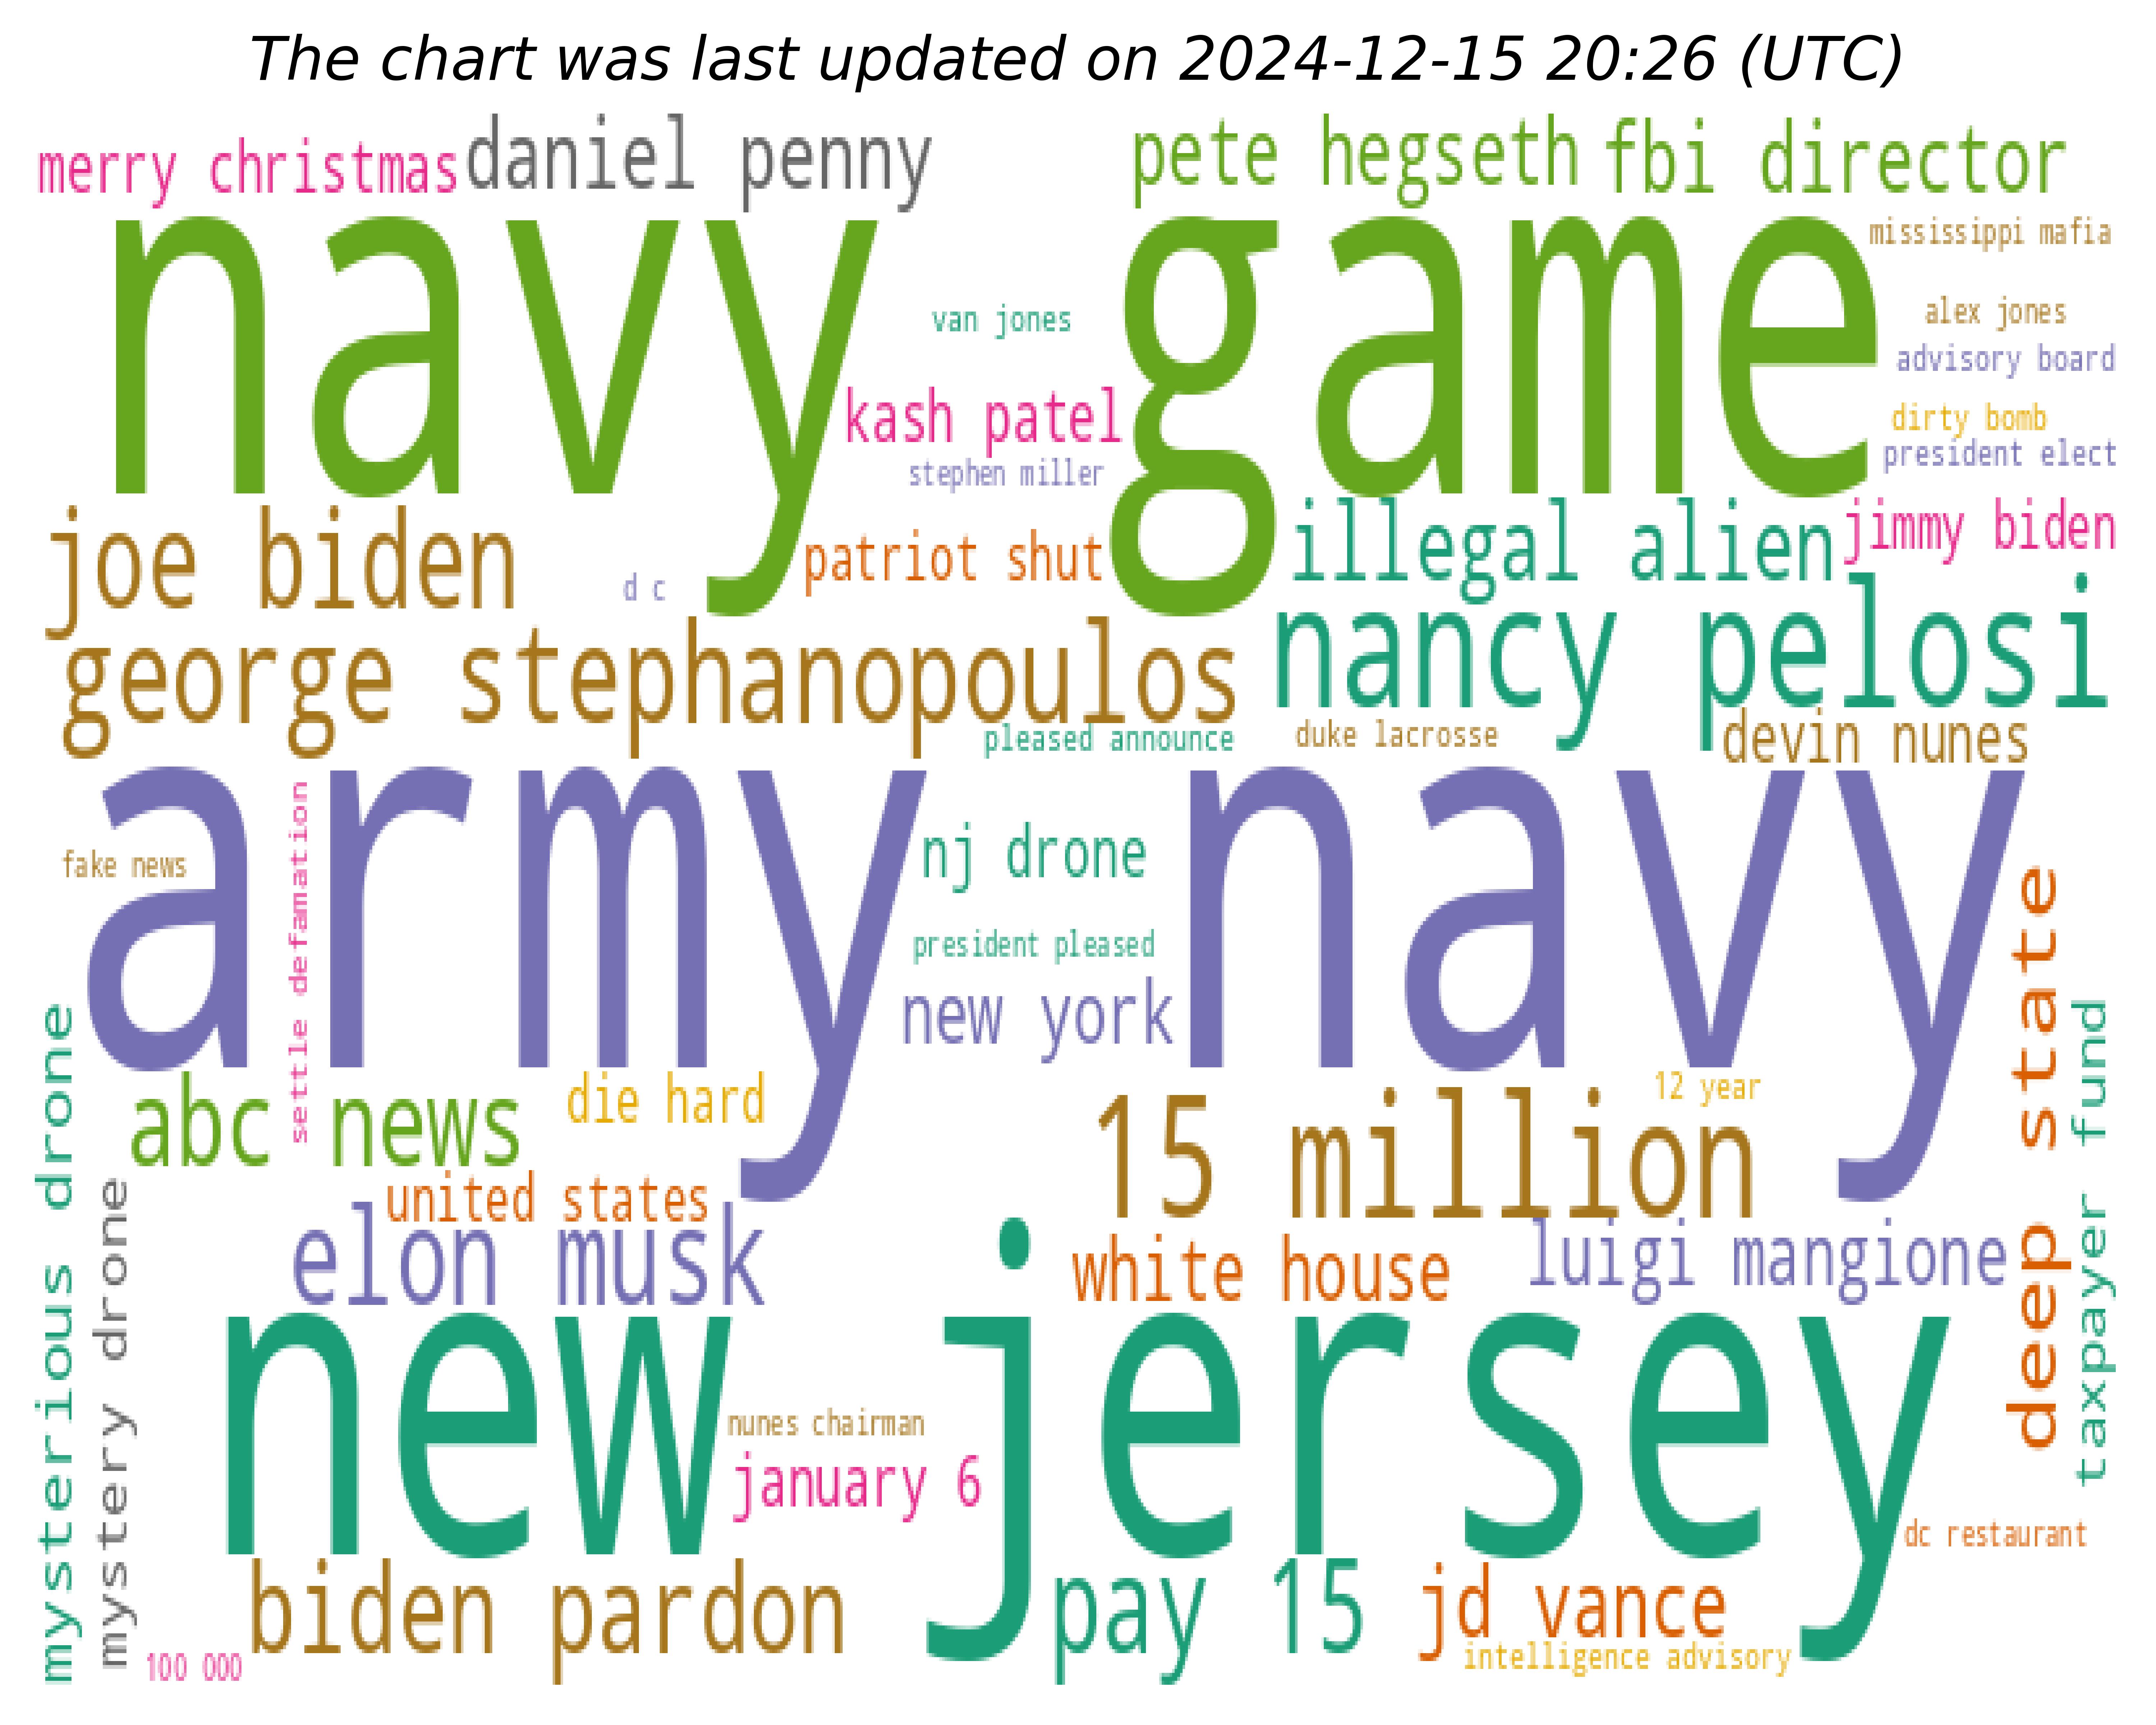 The chart was last updated on 2024-12-15 20:26 (UTC)
merry christmas
daniel penny
pete hegseth
fbi director
navy game
mississippi mafia
van jones
alex jones
advisory board
kash patel
dirty bomb
president elect
stephen miller
joe biden
d c
patriot shut
illegal alien
jimmy biden
george stephanopoulos
nancy pelosi
pleased announce
duke lacrosse
devin nunes
army navy
fake news
settle defamation
nj drone
president pleased
new york
deep state
taxpayer fund
mysterious drone
mystery drone
abc news
die hard
15 million
12 year
united states
elon musk
white house
luigi mangione
new jersey
nunes chairman
january 6
dc restaurant
biden pardon
pay 15
jd vance
100 000
intelligence advisory